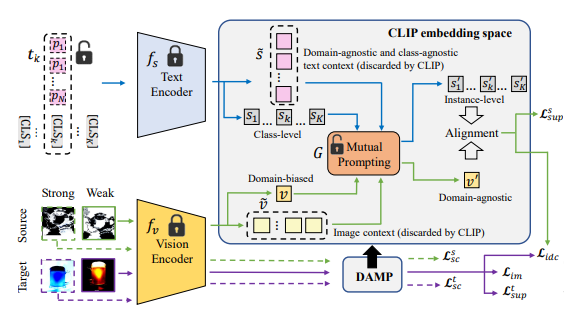 CLIP embedding space
t_k
p_1
p_1
p_N
[CLS_1]
...
[CLS_k]
...
[CLS_K]
f_s
Text
Encoder
s̃
Domain-agnostic and class-agnostic
text context (discarded by CLIP)
s_1 ... s_k ... s_K
Class-level
s'_1 ... s'_k ... s'_K
Instance-level
Alignment
ℒ^s_sup
G
Mutual
Prompting
Domain-biased
v
ṽ
v'
Domain-agnostic
Image context (discarded by CLIP)
Strong Weak
Source
Target
f_v
Vision
Encoder
DAMP
ℒ^s_sc
ℒ^t_sc
ℒ_idc
ℒ_im
ℒ^t_sup